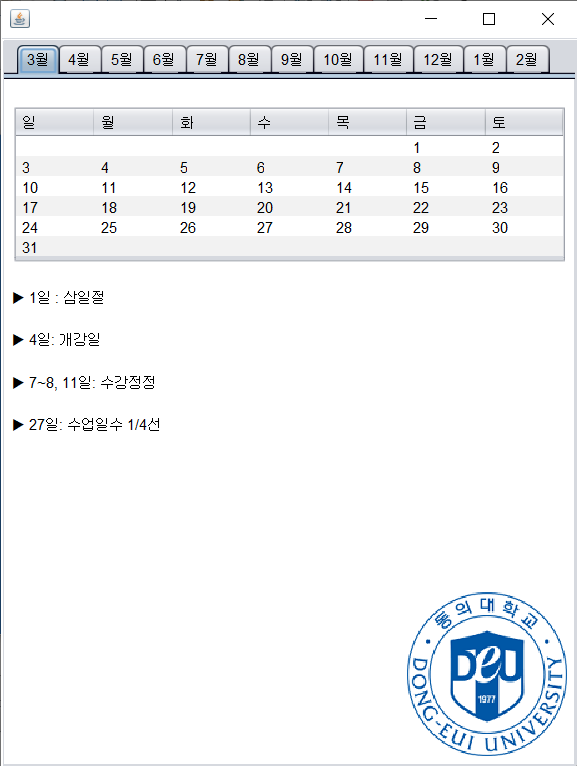 3월 4월 5월 6월 7월 8월 9월 10월 11월 12월 1월 2월
일 월 화 수 목 금 토
1 2
3 4 5 6 7 8 9
10 11 12 13 14 15 16
17 18 19 20 21 22 23
24 25 26 27 28 29 30
31
▶ 1일 : 삼일절
▶ 4일: 개강일
▶ 7~8, 11일: 수강정정
▶ 27일: 수업일수 1/4선
동의대학교
DEU
1977
DONG-EUI UNIVERSITY